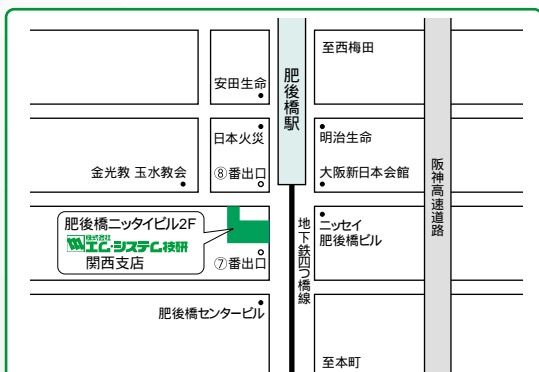 至西梅田
安田生命
肥後橋駅
日本火災
明治生命
金光教 玉水教会
⑧番出口
大阪新日本会館
阪神高速道路
肥後橋ニッタイビル2F
株式会社
エム・システム技研
関西支店
⑦番出口
地下鉄四つ橋線
ニッセイ
肥後橋ビル
肥後橋センタービル
至本町